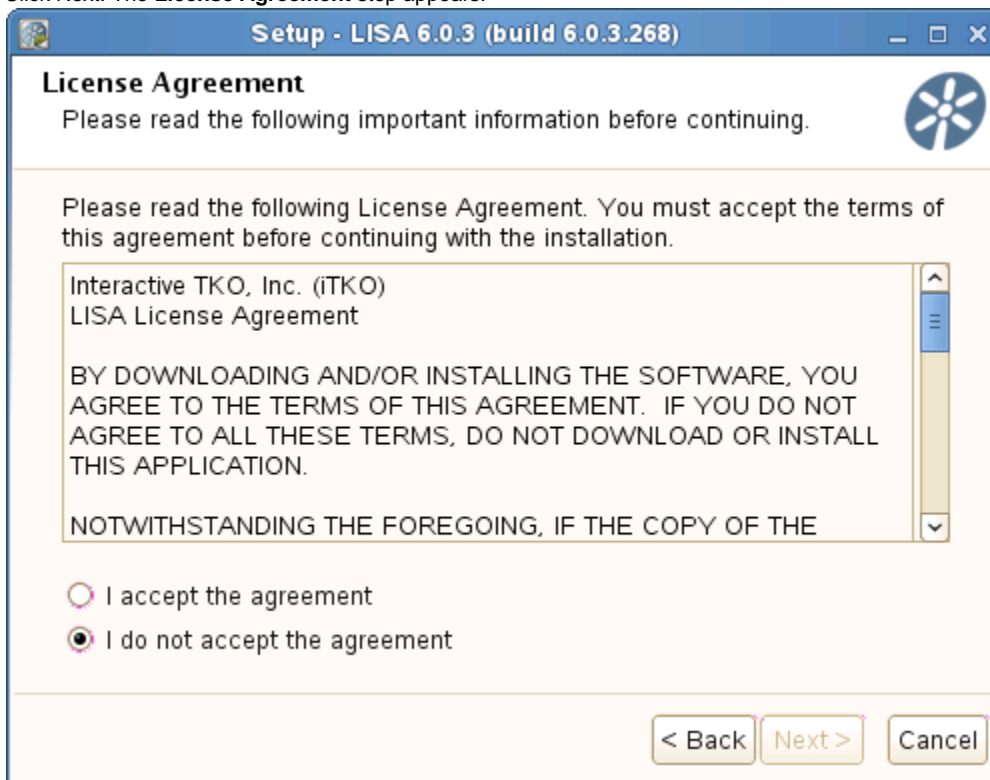 Click Next. The License Agreement step appears.
Setup - LISA 6.0.3 (build 6.0.3.268)
License Agreement
Please read the following important information before continuing.
Please read the following License Agreement. You must accept the terms of
this agreement before continuing with the installation.
Interactive TKO, Inc. (iTKO)
LISA License Agreement
BY DOWNLOADING AND/OR INSTALLING THE SOFTWARE, YOU
AGREE TO THE TERMS OF THIS AGREEMENT. IF YOU DO NOT
AGREE TO ALL THESE TERMS, DO NOT DOWNLOAD OR INSTALL
THIS APPLICATION.
NOTWITHSTANDING THE FOREGOING, IF THE COPY OF THE
I accept the agreement
I do not accept the agreement
< Back
Next >
Cancel